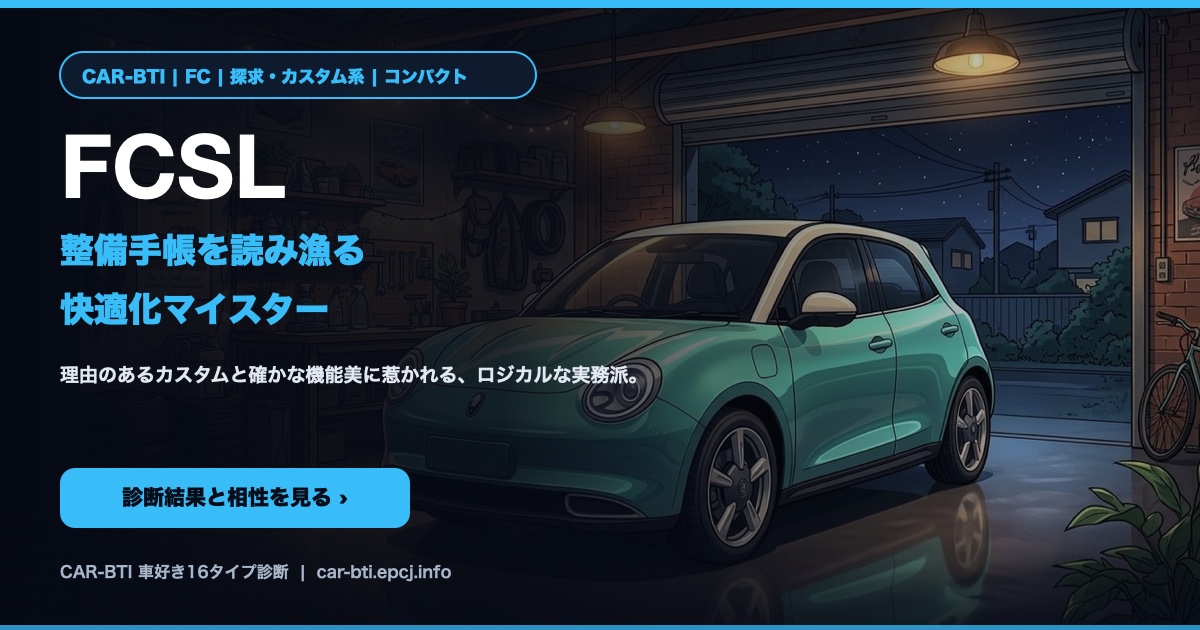 CAR-BTI | FC | 探求・カスタム系 | コンパクト
FCSL
整備手帳を読み漁る
快適化マイスター
理由のあるカスタムと確かな機能美に惹かれる、ロジカルな実務派。
診断結果と相性を見る ›
CAR-BTI 車好き16タイプ診断 | car-bti.epcj.info